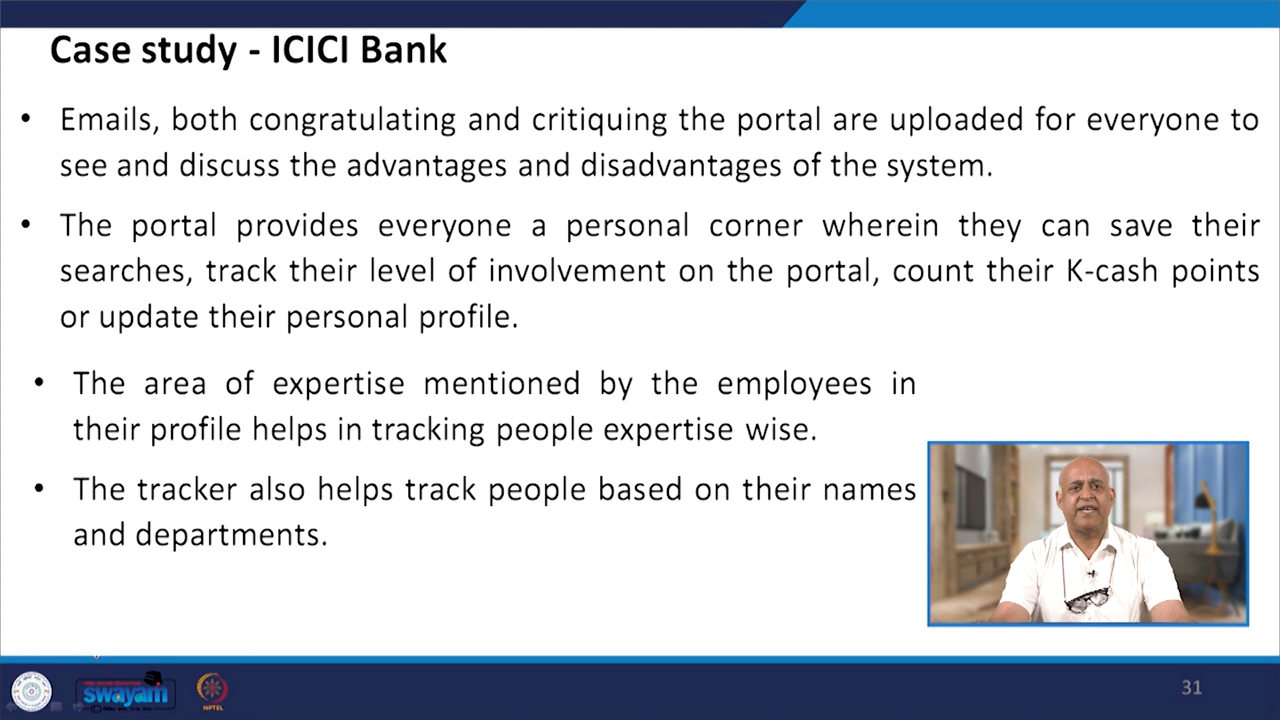 Case study - ICICI Bank
• Emails, both congratulating and critiquing the portal are uploaded for everyone to
see and discuss the advantages and disadvantages of the system.
• The portal provides everyone a personal corner wherein they can save their
searches, track their level of involvement on the portal, count their K-cash points
or update their personal profile.
• The area of expertise mentioned by the employees in
their profile helps in tracking people expertise wise.
• The tracker also helps track people based on their names
and departments.
swayam
NPTEL
31